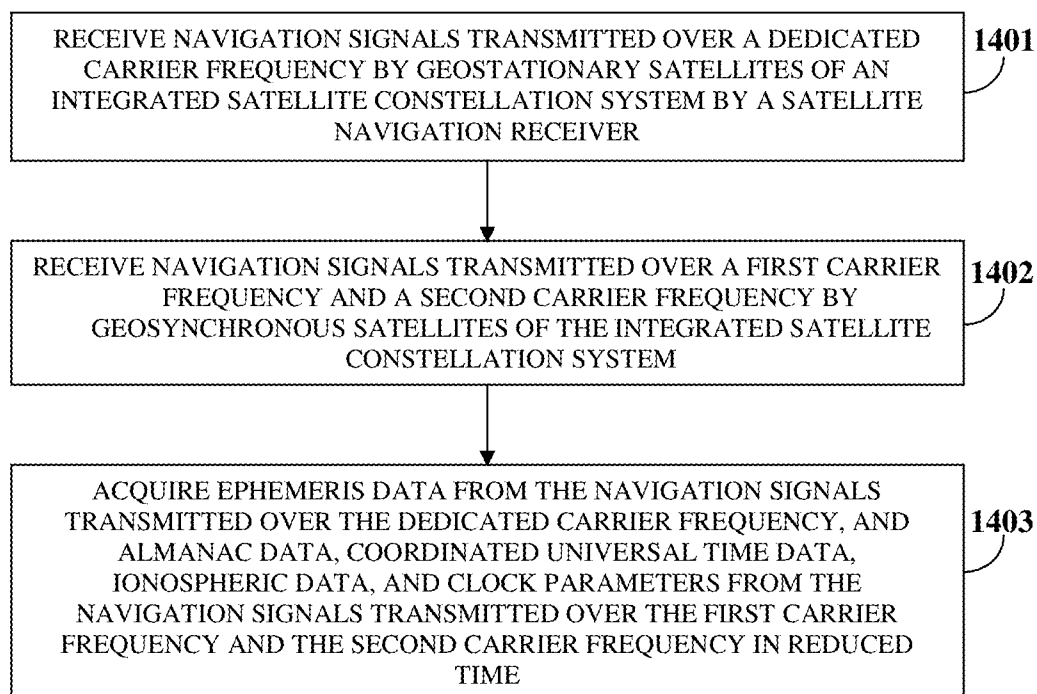 RECEIVE NAVIGATION SIGNALS TRANSMITTED OVER A DEDICATED
CARRIER FREQUENCY BY GEOSTATIONARY SATELLITES OF AN
INTEGRATED SATELLITE CONSTELLATION SYSTEM BY A SATELLITE
NAVIGATION RECEIVER
1401
RECEIVE NAVIGATION SIGNALS TRANSMITTED OVER A FIRST CARRIER
FREQUENCY AND A SECOND CARRIER FREQUENCY BY
GEOSYNCHRONOUS SATELLITES OF THE INTEGRATED SATELLITE
CONSTELLATION SYSTEM
1402
ACQUIRE EPHEMERIS DATA FROM THE NAVIGATION SIGNALS
TRANSMITTED OVER THE DEDICATED CARRIER FREQUENCY, AND
ALMANAC DATA, COORDINATED UNIVERSAL TIME DATA,
IONOSPHERIC DATA, AND CLOCK PARAMETERS FROM THE
NAVIGATION SIGNALS TRANSMITTED OVER THE FIRST CARRIER
FREQUENCY AND THE SECOND CARRIER FREQUENCY IN REDUCED
TIME
1403